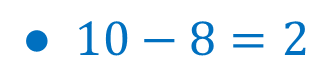 • 10 − 8 = 2